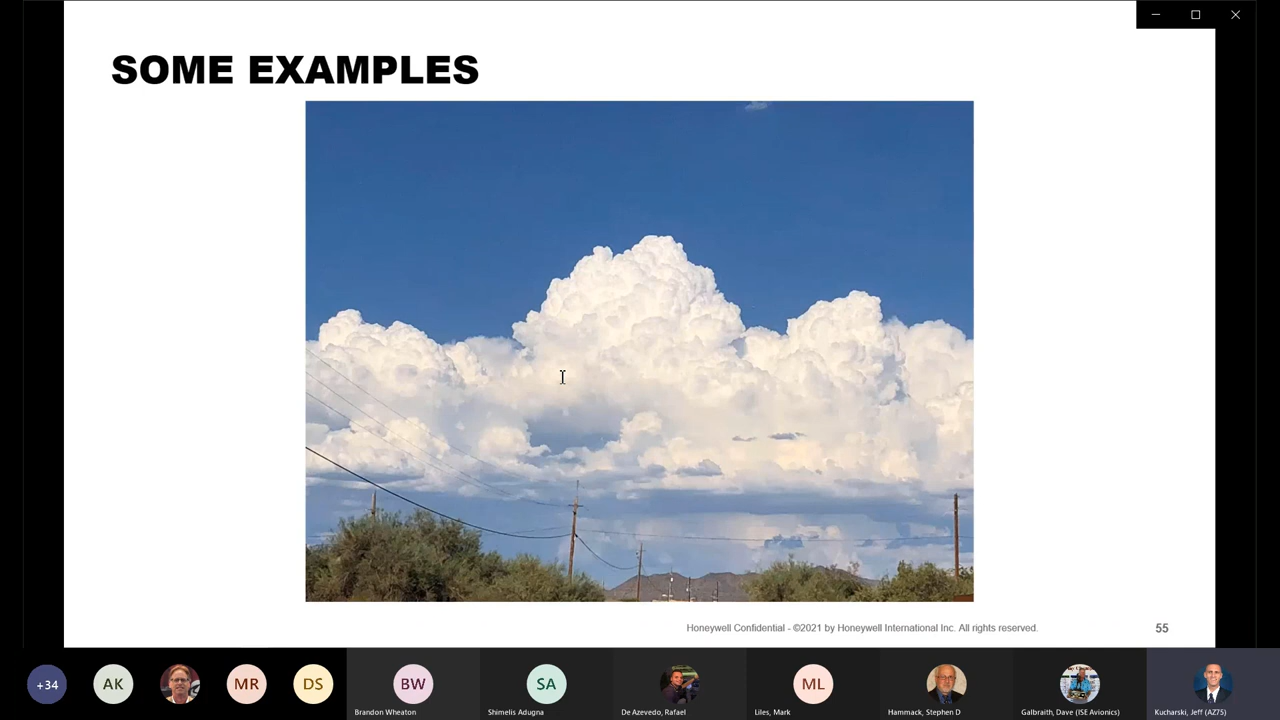 SOME EXAMPLES
Honeywell Confidential - ©2021 by Honeywell International Inc. All rights reserved.
55
+34
AK
MR
DS
BW
SA
ML
Brandon Wheaton
Shimelis Adugna
De Azevedo, Rafael
Liles, Mark
Hammack, Stephen D
Galbraith, Dave (ISE Avionics)
Kucharski, Jeff (AZ75)